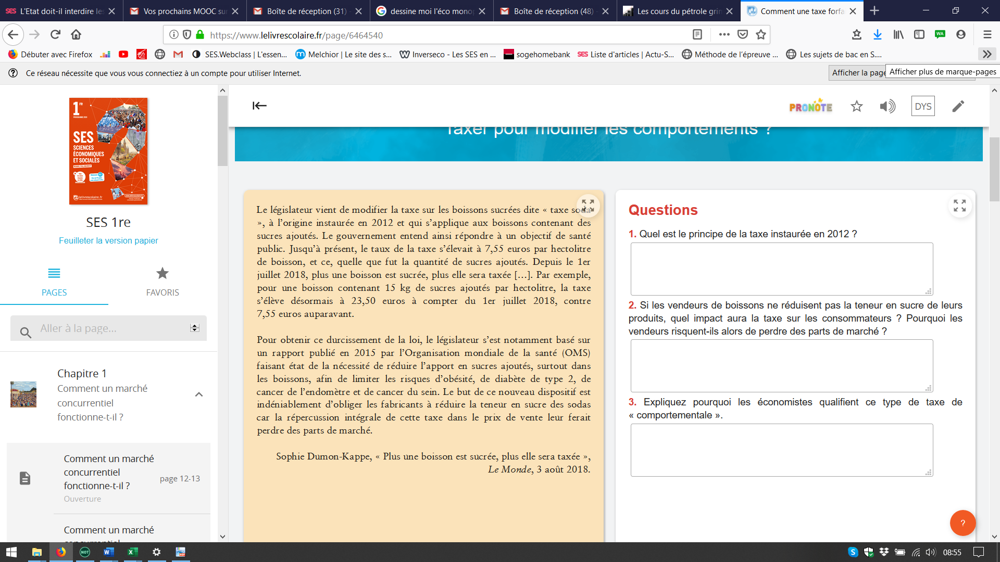 L'Etat doit-il interdire les
Vos prochains MOOC sur
Boîte de réception (31) -
dessine moi l'éco monop
Boîte de réception (48) -
Les cours du pétrole grim
Comment une taxe forfa
https://www.lelivrescolaire.fr/page/6464540
Débuter avec Firefox
SES.Webclass | L'essen...
Melchior | Le site des s...
Inverseco - Les SES en ...
sogehomebank
SES Liste d'articles | Actu-S...
Méthode de l'épreuve ...
Les sujets de bac en S....
Ce réseau nécessite que vous vous connectiez à un compte pour utiliser Internet.
Afficher la page
Afficher plus de marque-pages
1re
SES
SCIENCES
ÉCONOMIQUES
ET SOCIALES
lelivrescolaire.fr
SES 1re
Feuilleter la version papier
PAGES
FAVORIS
Aller à la page...
Chapitre 1
Comment un marché
concurrentiel
fonctionne-t-il ?
Comment un marché
concurrentiel
fonctionne-t-il ?
page 12-13
Ouverture
Comment un marché
concurrentiel
PRONOTE
DYS
Taxer pour modifier les comportements ?
Le législateur vient de modifier la taxe sur les boissons sucrées dite « taxe soda
», à l'origine instaurée en 2012 et qui s'applique aux boissons contenant des
sucres ajoutés. Le gouvernement entend ainsi répondre à un objectif de santé
public. Jusqu'à présent, le taux de la taxe s'élevait à 7,55 euros par hectolitre
de boisson, et ce, quelle que fut la quantité de sucres ajoutés. Depuis le 1er
juillet 2018, plus une boisson est sucrée, plus elle sera taxée [...]. Par exemple,
pour une boisson contenant 15 kg de sucres ajoutés par hectolitre, la taxe
s'élève désormais à 23,50 euros à compter du 1er juillet 2018, contre
7,55 euros auparavant.
Pour obtenir ce durcissement de la loi, le législateur s'est notamment basé sur
un rapport publié en 2015 par l'Organisation mondiale de la santé (OMS)
faisant état de la nécessité de réduire l'apport en sucres ajoutés, surtout dans
les boissons, afin de limiter les risques d'obésité, de diabète de type 2, de
cancer de l'endomètre et de cancer du sein. Le but de ce nouveau dispositif est
indéniablement d'obliger les fabricants à réduire la teneur en sucre des sodas
car la répercussion intégrale de cette taxe dans le prix de vente leur ferait
perdre des parts de marché.
Sophie Dumon-Kappe, « Plus une boisson est sucrée, plus elle sera taxée »,
Le Monde, 3 août 2018.
Questions
1. Quel est le principe de la taxe instaurée en 2012 ?
2. Si les vendeurs de boissons ne réduisent pas la teneur en sucre de leurs
produits, quel impact aura la taxe sur les consommateurs ? Pourquoi les
vendeurs risquent-ils alors de perdre des parts de marché ?
3. Expliquez pourquoi les économistes qualifient ce type de taxe de
« comportementale ».
?
08:55